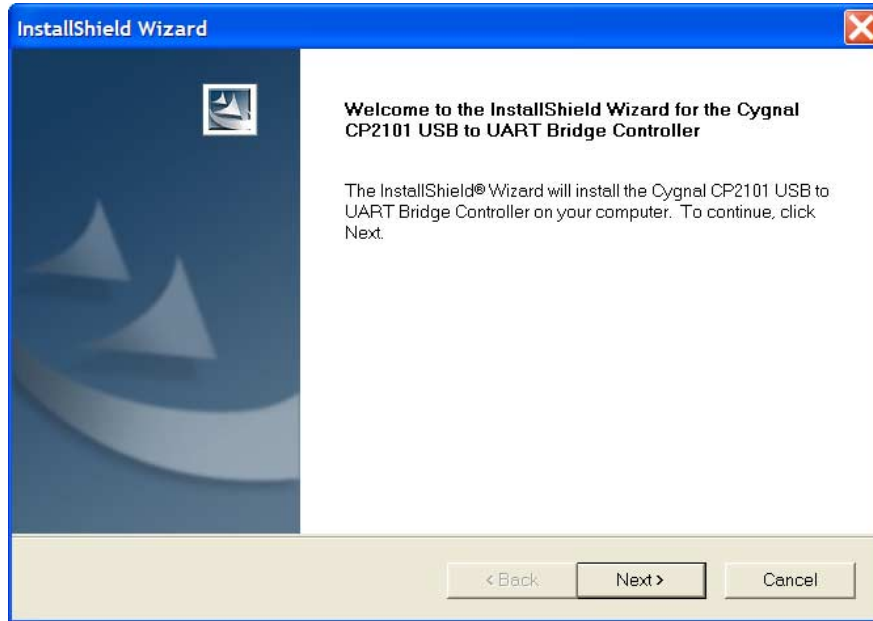 InstallShield Wizard
Welcome to the InstallShield Wizard for the Cygnal
CP2101 USB to UART Bridge Controller
The InstallShield® Wizard will install the Cygnal CP2101 USB to
UART Bridge Controller on your computer. To continue, click
Next.
< Back
Next >
Cancel